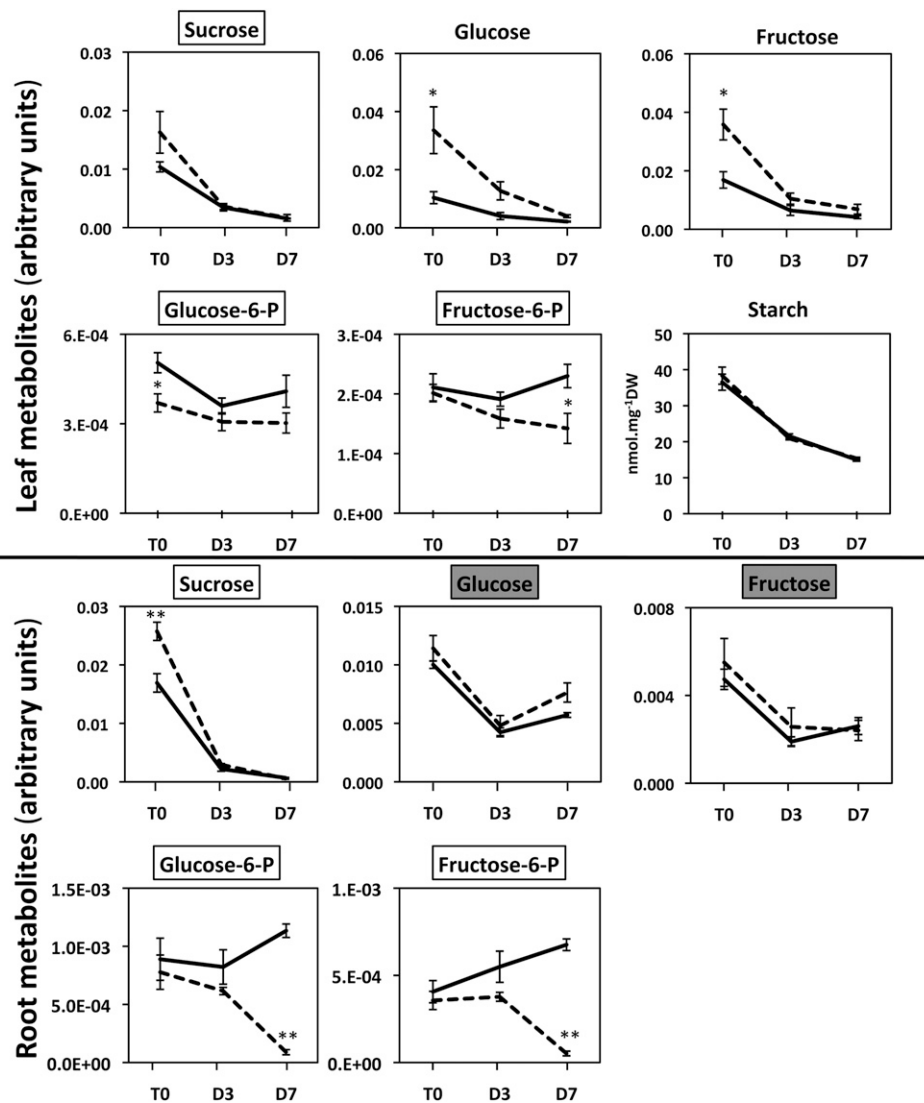 Leaf metabolites (arbitrary units)
Sucrose
0.03
0.02
0.01
0.00
T0 D3 D7
Glucose
0.06
*
0.04
0.02
0.00
T0 D3 D7
Fructose
0.06
*
0.04
0.02
0.00
T0 D3 D7
Glucose-6-P
6.E-04
*
3.E-04
0.E+00
T0 D3 D7
Fructose-6-P
3.E-04
2.E-04
*
1.E-04
0.E+00
T0 D3 D7
Starch
nmol.mg-1DW
50
40
30
20
10
0
T0 D3 D7
Root metabolites (arbitrary units)
Sucrose
0.03
**
0.02
0.01
0.00
T0 D3 D7
Glucose
0.015
0.010
0.005
0.000
T0 D3 D7
Fructose
0.008
0.004
0.000
T0 D3 D7
Glucose-6-P
1.5E-03
1.0E-03
5.0E-04
**
0.0E+00
T0 D3 D7
Fructose-6-P
1.E-03
5.E-04
**
0.E+00
T0 D3 D7